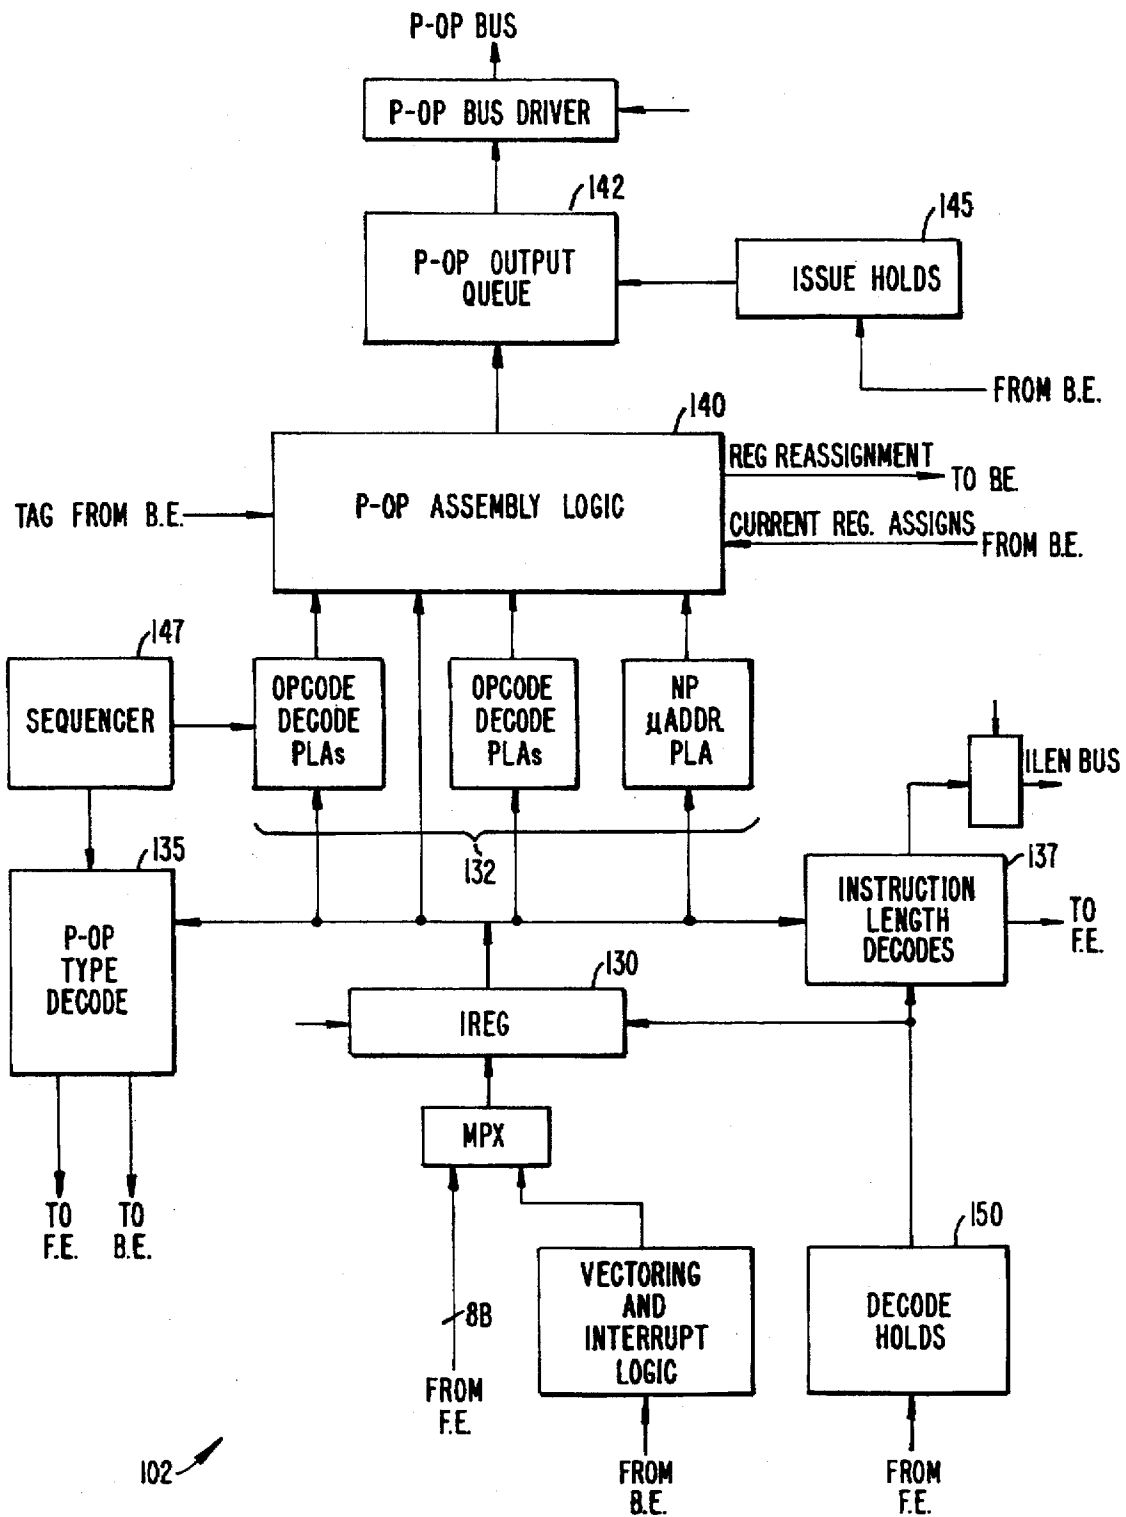 P-OP BUS
P-OP BUS DRIVER
142
P-OP OUTPUT
QUEUE
145
ISSUE HOLDS
FROM B.E.
140
P-OP ASSEMBLY LOGIC
REG REASSIGNMENT
TO B.E.
TAG FROM B.E.
CURRENT REG. ASSIGNS
FROM B.E.
147
SEQUENCER
OPCODE
DECODE
PLAs
OPCODE
DECODE
PLAs
NP
μADDR
PLA
ILEN BUS
132
135
P-OP
TYPE
DECODE
137
INSTRUCTION
LENGTH
DECODES
TO
F.E.
130
IREG
MPX
TO
F.E.
TO
B.E.
8B
FROM
F.E.
VECTORING
AND
INTERRUPT
LOGIC
FROM
B.E.
150
DECODE
HOLDS
FROM
F.E.
102